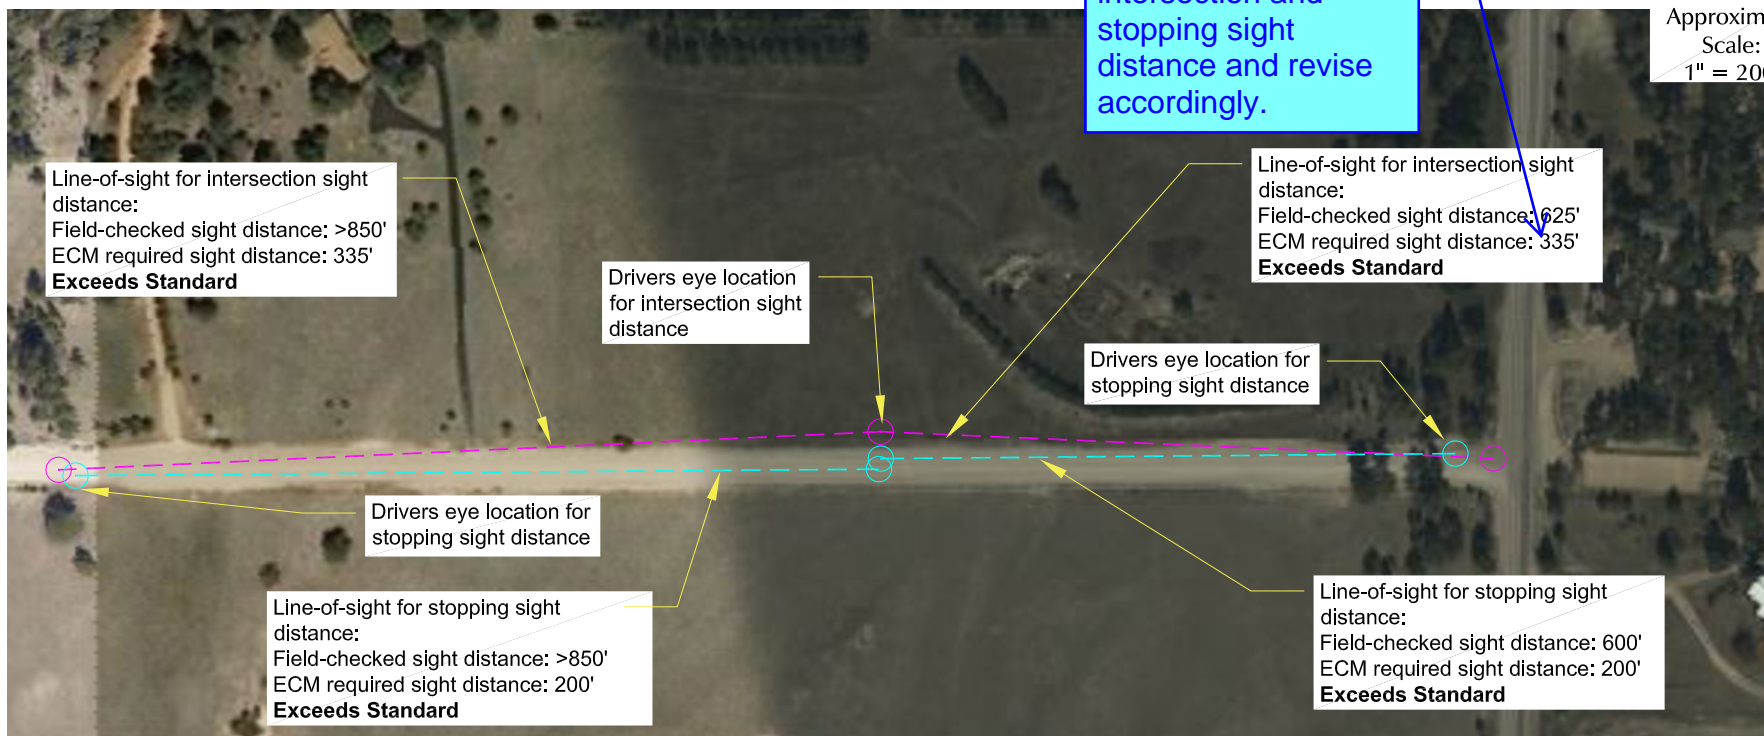 intersection and
stopping sight
distance and revise
accordingly.
Scale:
Line-of-sight for intersection sight
distance:
Field-checked sight distance: >850'
ECM required sight distance: 335'
Exceeds Standard
Drivers eye location
for intersection sight
distance
Line-of-sight for intersection sight
distance:
Field-checked sight distance: 625'
ECM required sight distance: 335'
Exceeds Standard
Drivers eye location for
stopping sight distance
Drivers eye location for
stopping sight distance
Line-of-sight for stopping sight
distance:
Field-checked sight distance: >850'
ECM required sight distance: 200'
Exceeds Standard
Line-of-sight for stopping sight
distance:
Field-checked sight distance: 600'
ECM required sight distance: 200'
Exceeds Standard